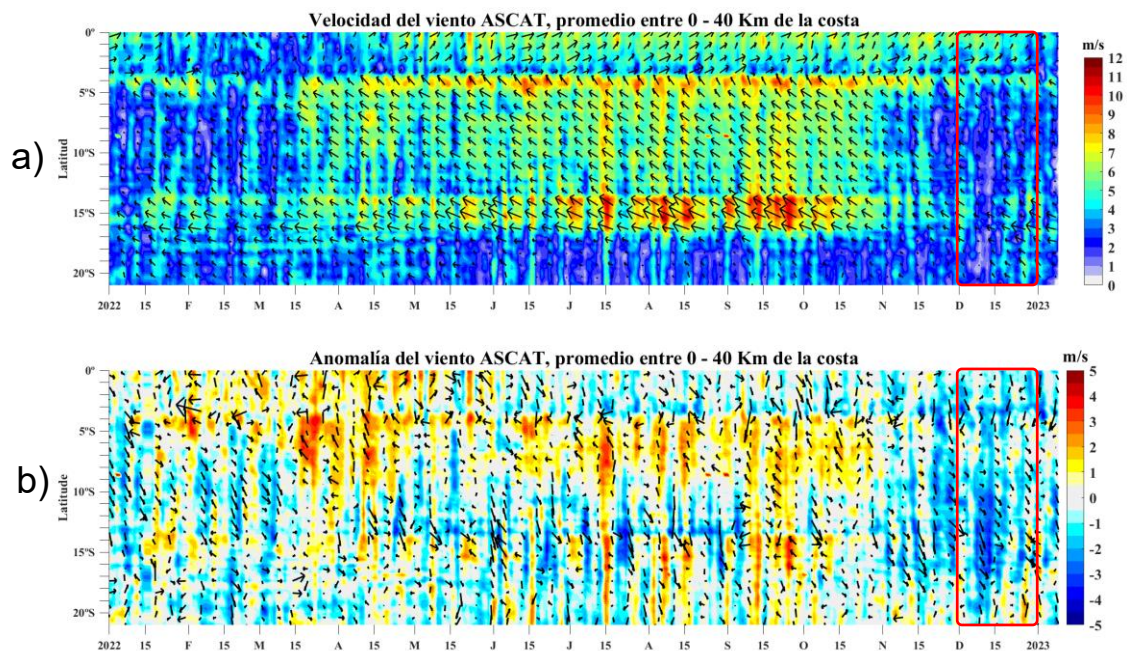 Velocidad del viento ASCAT, promedio entre 0 - 40 Km de la costa
a)
Latitud
0°
5°S
10°S
15°S
20°S
2022 15 F 15 M 15 A 15 M 15 J 15 J 15 A 15 S 15 O 15 N 15 D 15 2023
m/s
12
11
10
9
8
7
6
5
4
3
2
1
0
Anomalía del viento ASCAT, promedio entre 0 - 40 Km de la costa
b)
Latitude
0°
5°S
10°S
15°S
20°S
2022 15 F 15 M 15 A 15 M 15 J 15 J 15 A 15 S 15 O 15 N 15 D 15 2023
m/s
5
4
3
2
1
0
-1
-2
-3
-4
-5